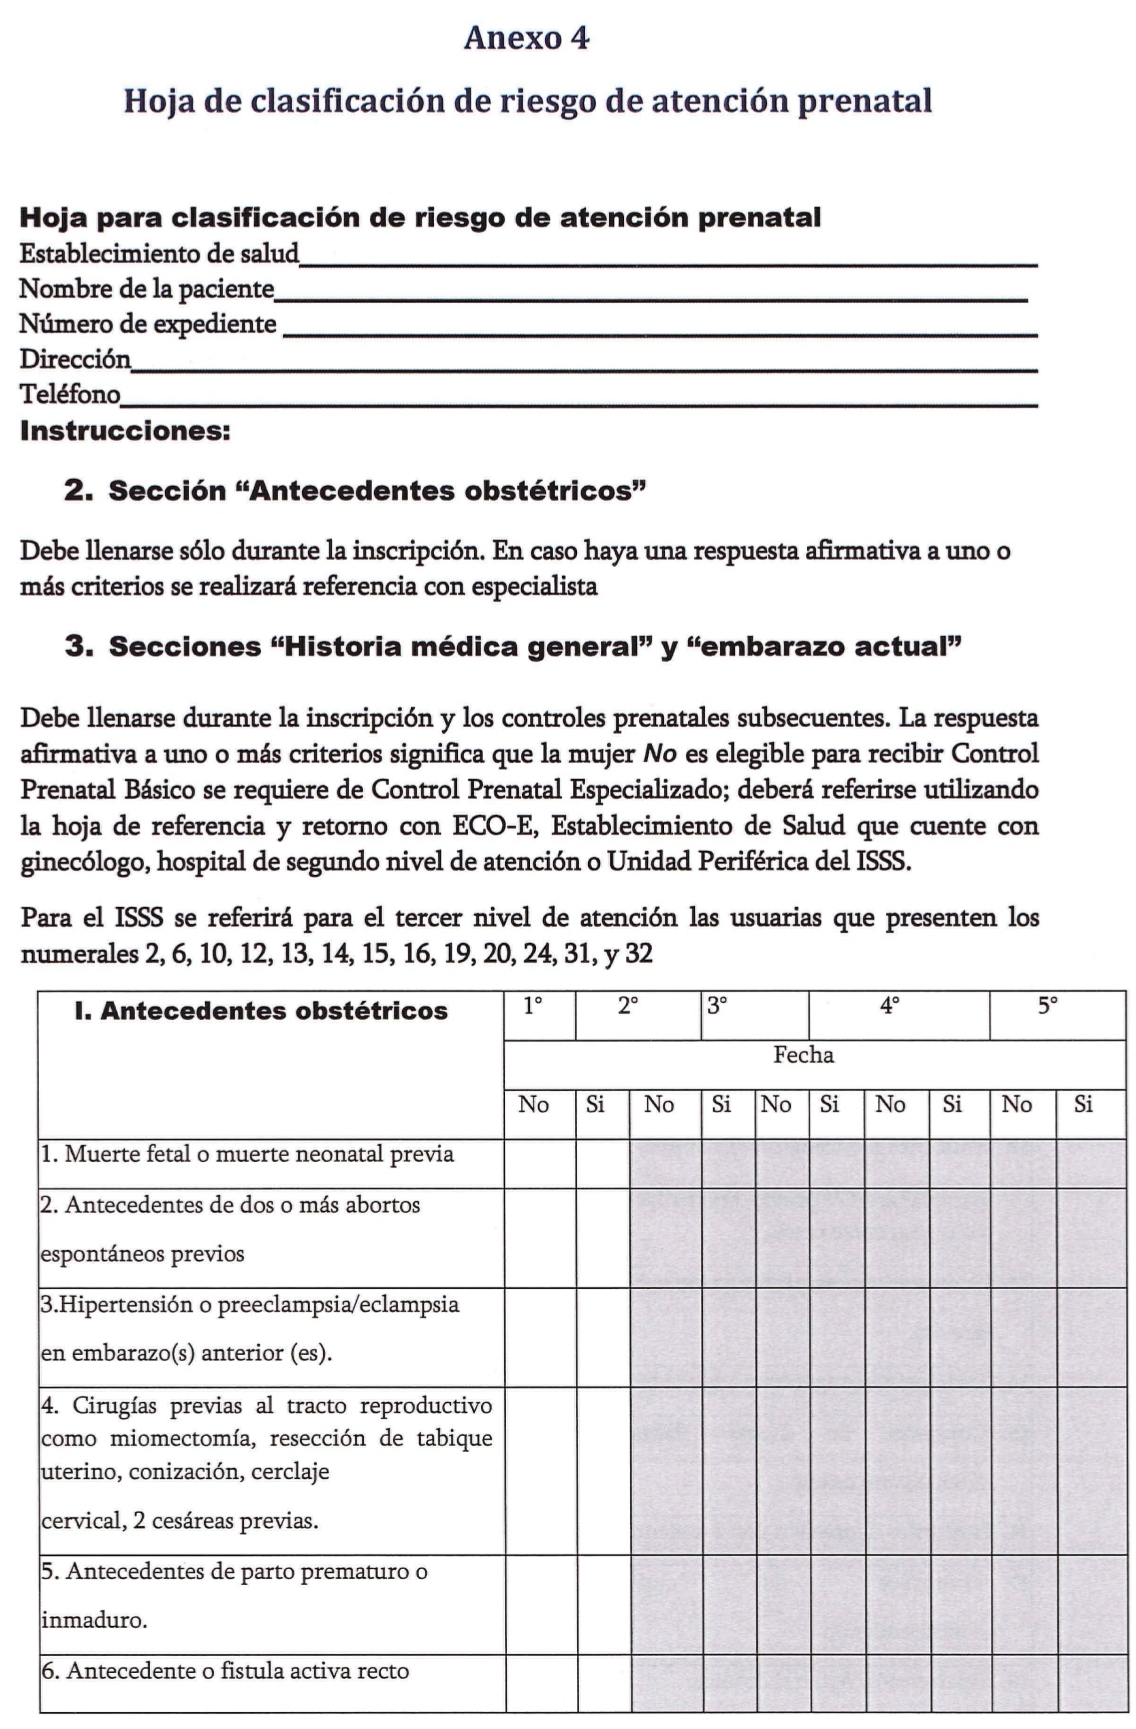 Anexo 4
Hoja de clasificación de riesgo de atención prenatal
Hoja para clasificación de riesgo de atención prenatal
Establecimiento de salud
Nombre de la paciente
Número de expediente
Dirección
Teléfono
Instrucciones:
2. Sección “Antecedentes obstétricos”
Debe llenarse sólo durante la inscripción. En caso haya una respuesta afirmativa a uno o
más criterios se realizará referencia con especialista
3. Secciones “Historia médica general” y “embarazo actual”
Debe llenarse durante la inscripción y los controles prenatales subsecuentes. La respuesta
afirmativa a uno o más criterios significa que la mujer No es elegible para recibir Control
Prenatal Básico se requiere de Control Prenatal Especializado; deberá referirse utilizando
la hoja de referencia y retorno con ECO-E, Establecimiento de Salud que cuente con
ginecólogo, hospital de segundo nivel de atención o Unidad Periférica del ISSS.
Para el ISSS se referirá para el tercer nivel de atención las usuarias que presenten los
numerales 2, 6, 10, 12, 13, 14, 15, 16, 19, 20, 24, 31, y 32
I. Antecedentes obstétricos 1° 2° 3° 4° 5°
Fecha
No Si No Si No Si No Si No Si
1. Muerte fetal o muerte neonatal previa
2. Antecedentes de dos o más abortos
espontáneos previos
3.Hipertensión o preeclampsia/eclampsia
en embarazo(s) anterior (es).
4. Cirugías previas al tracto reproductivo
como miomectomía, resección de tabique
uterino, conización, cerclaje
cervical, 2 cesáreas previas.
5. Antecedentes de parto prematuro o
inmaduro.
6. Antecedente o fistula activa recto